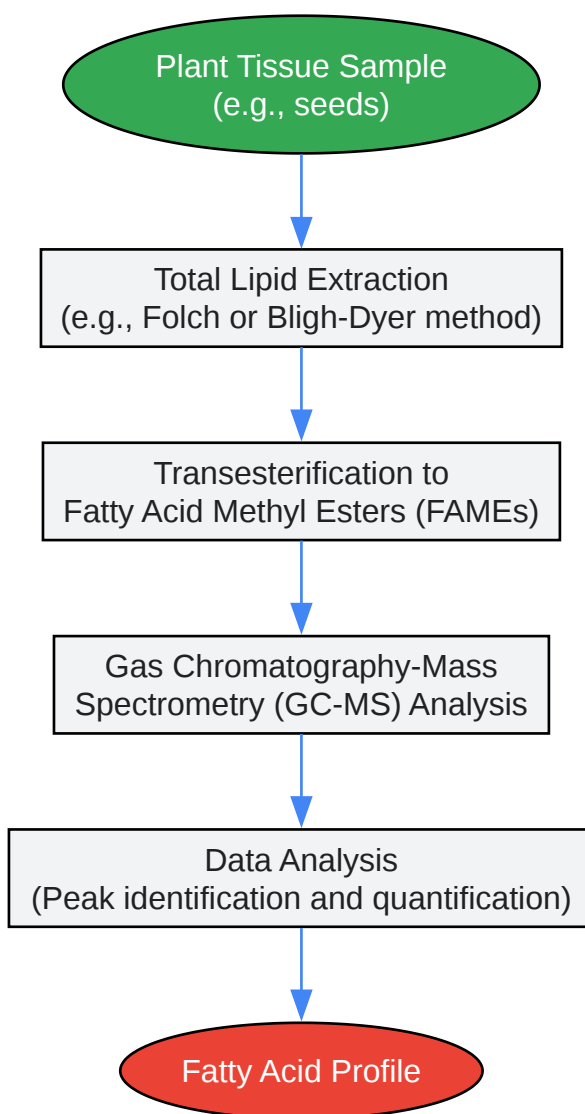 Plant Tissue Sample
(e.g., seeds)
Total Lipid Extraction
(e.g., Folch or Bligh-Dyer method)
Transesterification to
Fatty Acid Methyl Esters (FAMEs)
Gas Chromatography-Mass
Spectrometry (GC-MS) Analysis
Data Analysis
(Peak identification and quantification)
Fatty Acid Profile